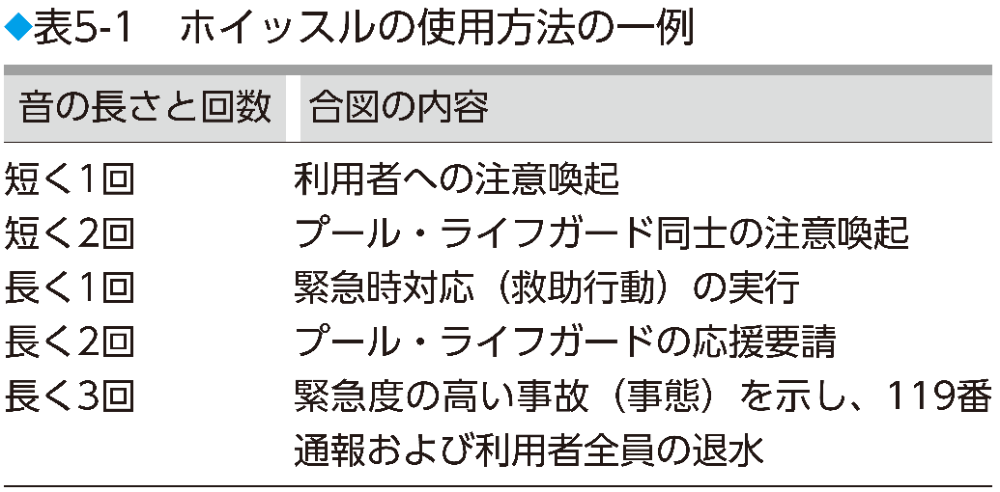 ◆表5-1　ホイッスルの使用方法の一例
音の長さと回数　合図の内容
短く1回　利用者への注意喚起
短く2回　プール・ライフガード同士の注意喚起
長く1回　緊急時対応（救助行動）の実行
長く2回　プール・ライフガードの応援要請
長く3回　緊急度の高い事故（事態）を示し、119番
通報および利用者全員の退水